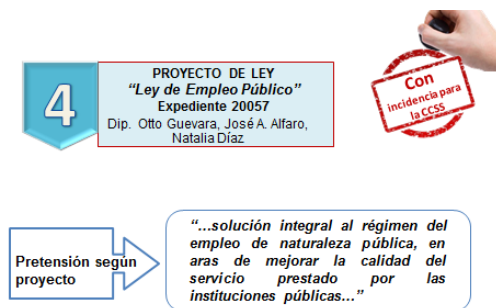 4
PROYECTO DE LEY
“Ley de Empleo Público”
Expediente 20057
Dip. Otto Guevara, José A. Alfaro,
Natalia Díaz
Con
incidencia para
la CCSS
Pretensión según
proyecto
“…solución integral al régimen del
empleo de naturaleza pública, en
aras de mejorar la calidad del
servicio prestado por las
instituciones públicas…”